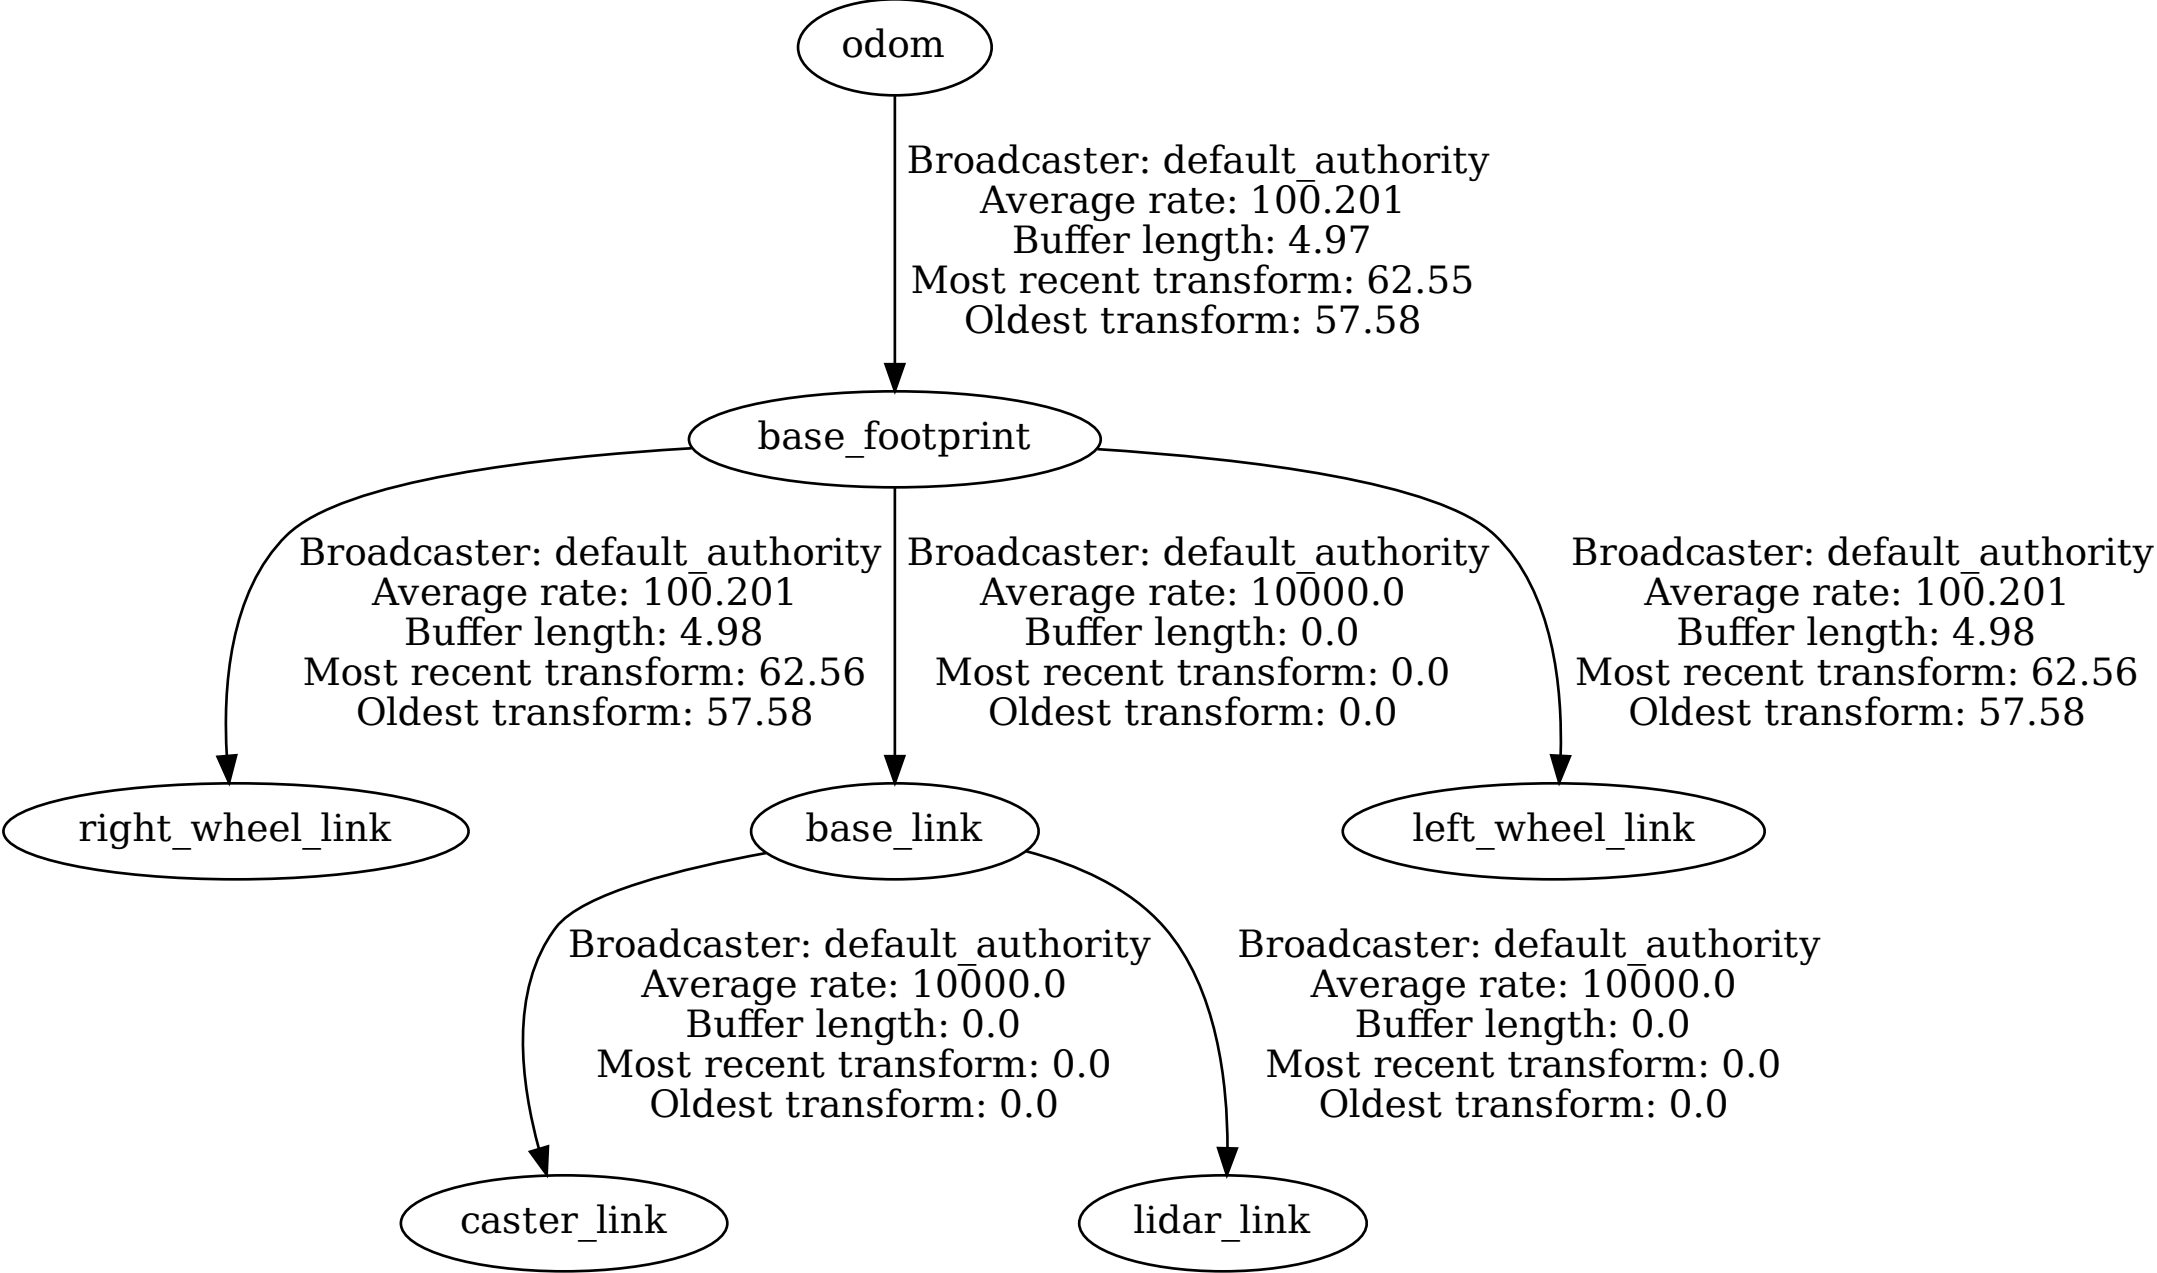 odom
Broadcaster: default_authority
Average rate: 100.201
Buffer length: 4.97
Most recent transform: 62.55
Oldest transform: 57.58
base_footprint
Broadcaster: default_authority
Average rate: 100.201
Buffer length: 4.98
Most recent transform: 62.56
Oldest transform: 57.58
Broadcaster: default_authority
Average rate: 10000.0
Buffer length: 0.0
Most recent transform: 0.0
Oldest transform: 0.0
Broadcaster: default_authority
Average rate: 100.201
Buffer length: 4.98
Most recent transform: 62.56
Oldest transform: 57.58
right_wheel_link
base_link
left_wheel_link
Broadcaster: default_authority
Average rate: 10000.0
Buffer length: 0.0
Most recent transform: 0.0
Oldest transform: 0.0
Broadcaster: default_authority
Average rate: 10000.0
Buffer length: 0.0
Most recent transform: 0.0
Oldest transform: 0.0
caster_link
lidar_link